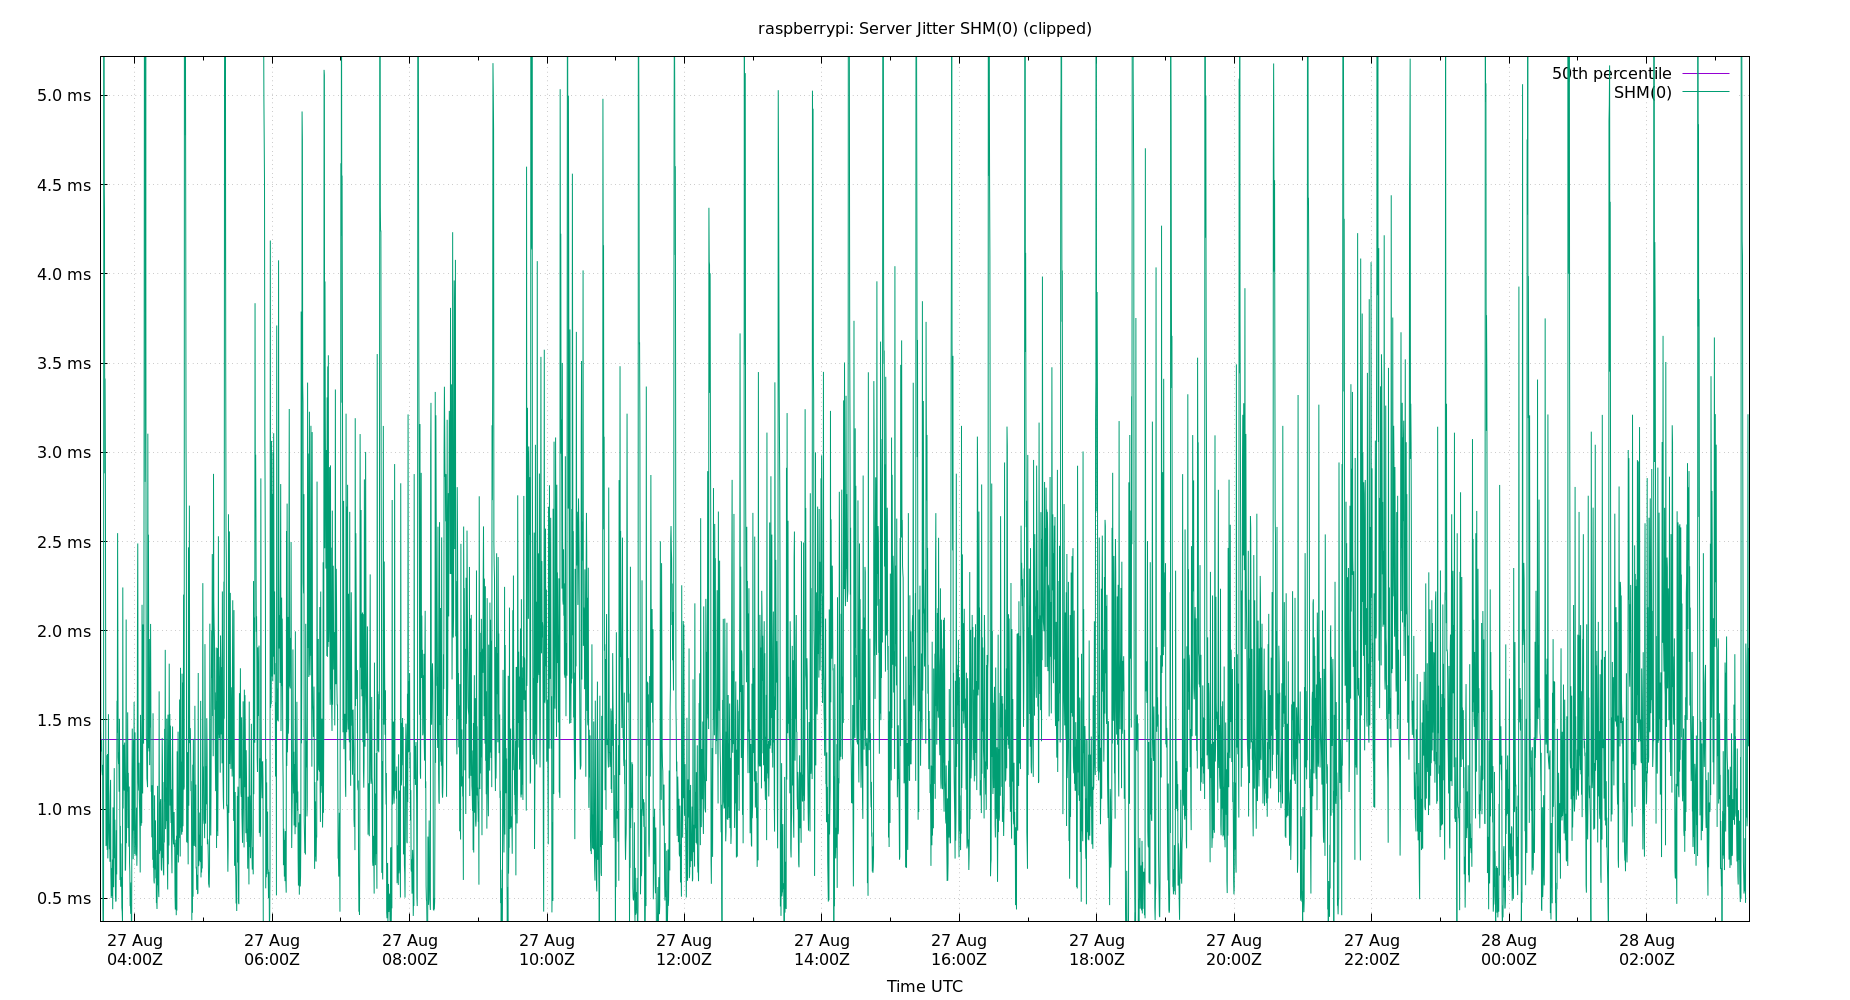 raspberrypi: Server Jitter SHM(0) (clipped)
50th percentile
SHM(0)
5.0 ms
4.5 ms
4.0 ms
3.5 ms
3.0 ms
2.5 ms
2.0 ms
1.5 ms
1.0 ms
0.5 ms
27 Aug 27 Aug 27 Aug 27 Aug 27 Aug 27 Aug 27 Aug 27 Aug 27 Aug 27 Aug 28 Aug 28 Aug
04:00Z 06:00Z 08:00Z 10:00Z 12:00Z 14:00Z 16:00Z 18:00Z 20:00Z 22:00Z 00:00Z 02:00Z
Time UTC